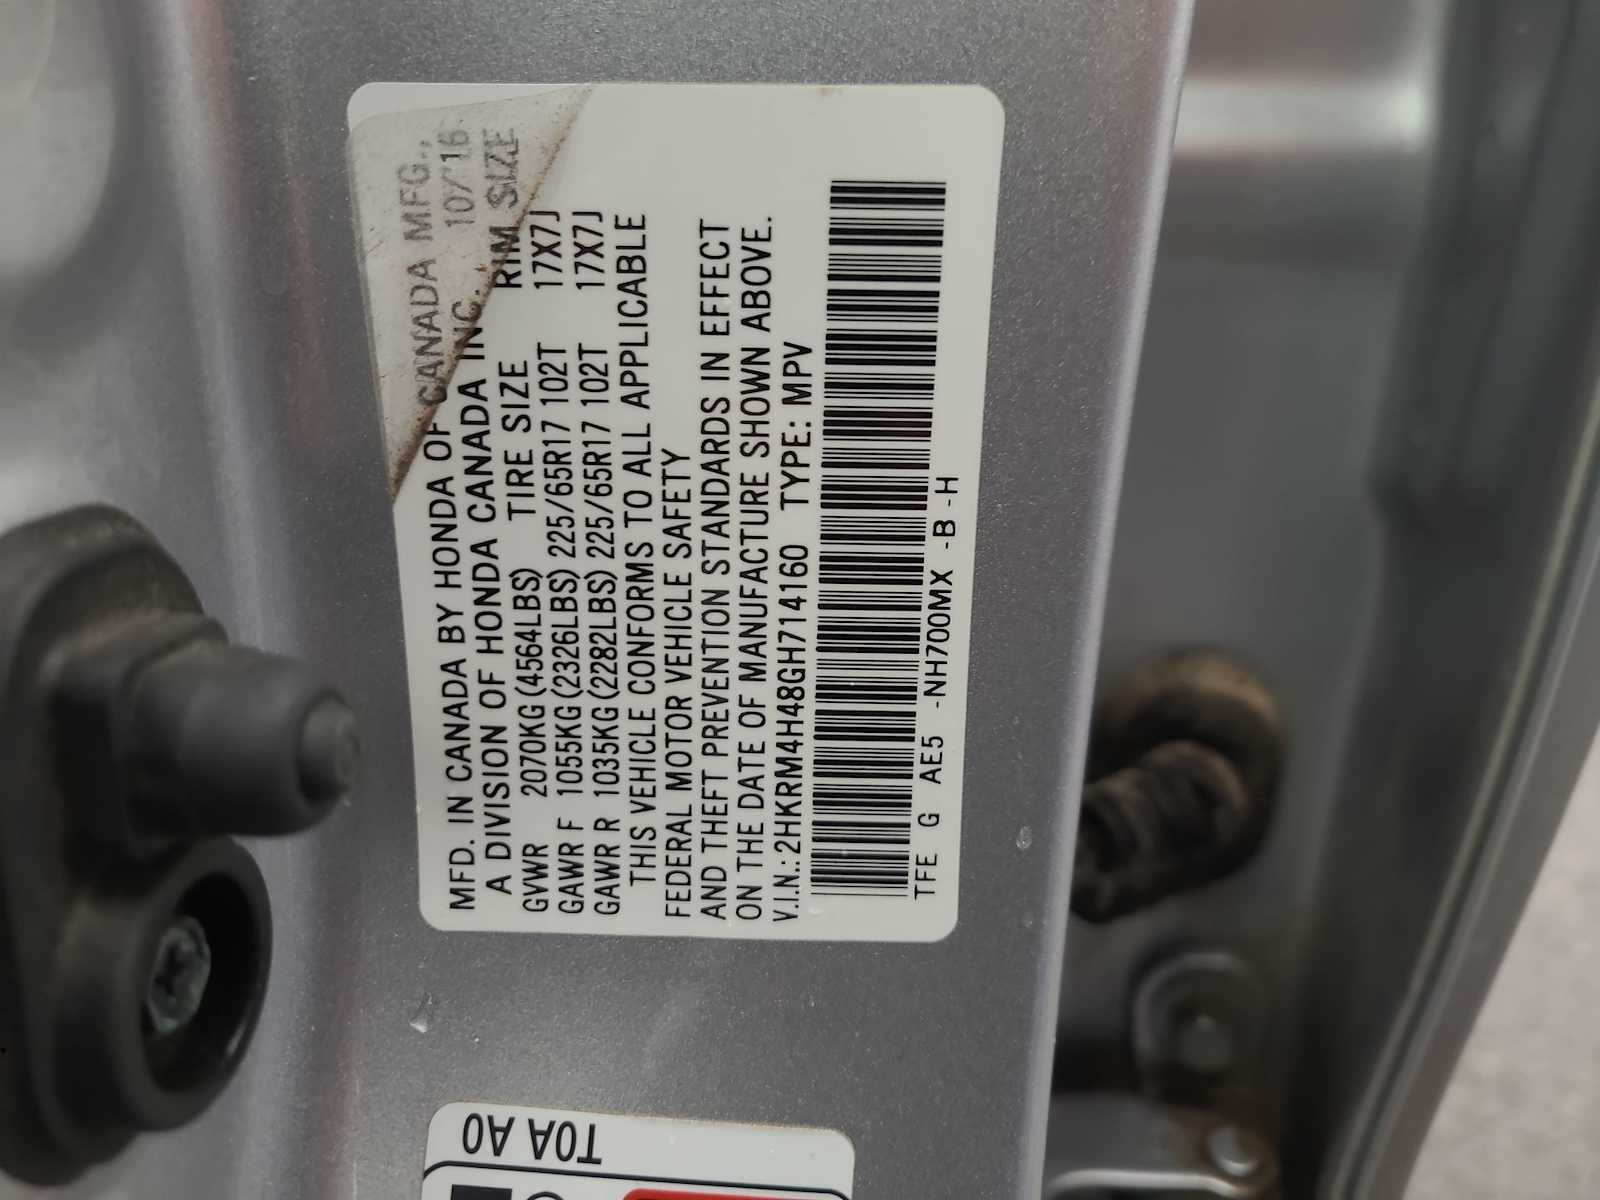 MFD. IN CANADA BY HONDA OF CANADA MFG.,
A DIVISION OF HONDA CANADA INC. 10/16
TIRE SIZE RIM SIZE
GVWR 2070KG(4564LBS)
GAWR F 1055KG(2326LBS) 225/65R17 102T 17X7J
GAWR R 1035KG(2282LBS) 225/65R17 102T 17X7J
THIS VEHICLE CONFORMS TO ALL APPLICABLE
FEDERAL MOTOR VEHICLE SAFETY
AND THEFT PREVENTION STANDARDS IN EFFECT
ON THE DATE OF MANUFACTURE SHOWN ABOVE.
V.I.N.: 2HKRM4H48GH714160 TYPE: MPV
TFE G AE5 -NH700MX -B -H
T0A A0